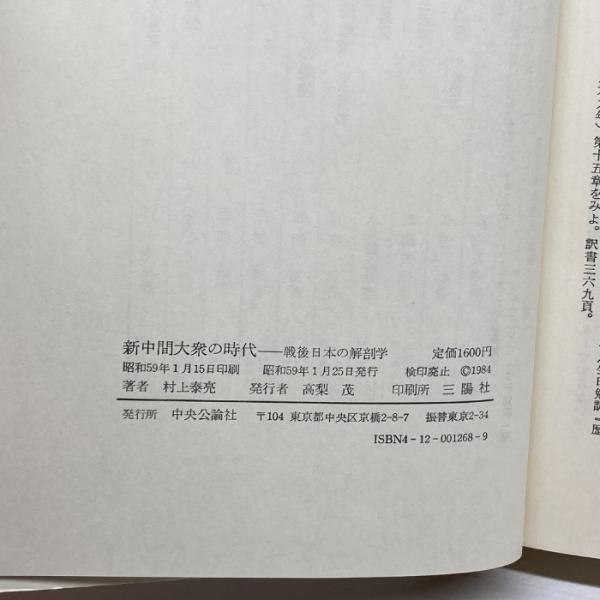 新中間大衆の時代──戦後日本の解剖学　定価1600円
昭和59年1月15日印刷　昭和59年1月25日発行　検印廃止　©1984
著者　村上泰亮　発行者　高梨　茂　印刷所　三陽社
発行所　中央公論社　〒104　東京都中央区京橋2-8-7　振替東京2-34
ISBN4-12-001268-9
第十五章をみよ。訳書三六九頁。